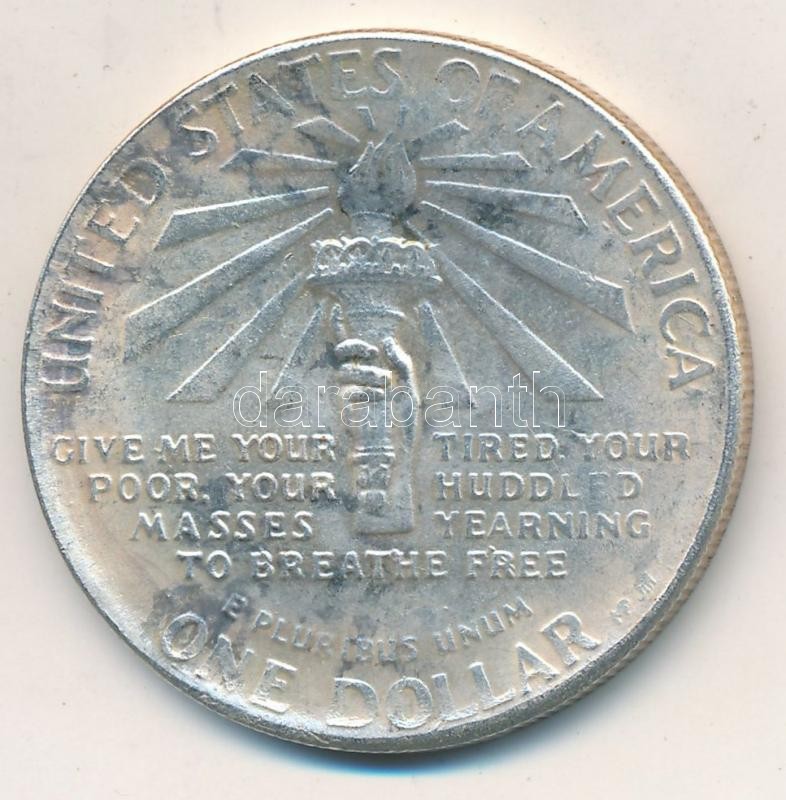 UNITED STATES OF AMERICA
darabanth
GIVE ME YOUR TIRED, YOUR
POOR, YOUR HUDDLED
MASSES YEARNING
TO BREATHE FREE
E PLURIBUS UNUM
ONE DOLLAR